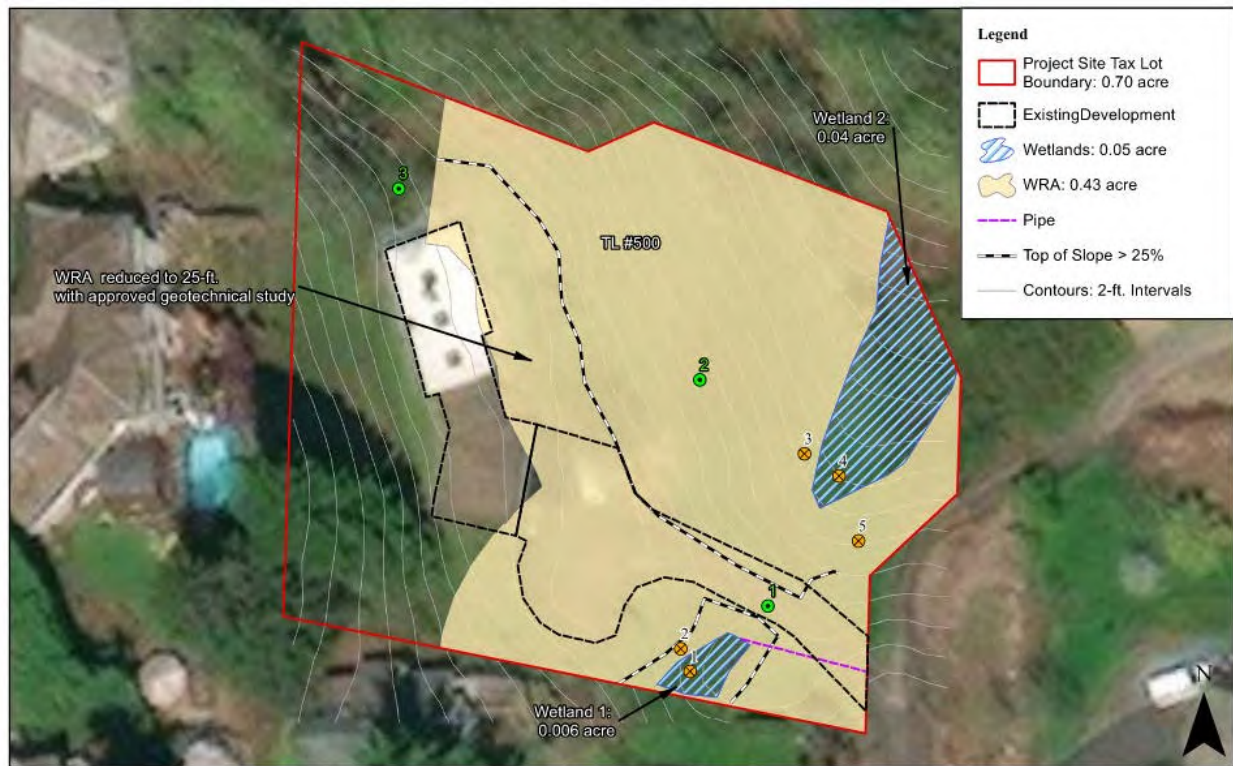 Legend
Project Site Tax Lot
Boundary: 0.70 acre
ExistingDevelopment
Wetlands: 0.05 acre
WRA: 0.43 acre
Pipe
Top of Slope > 25%
Contours: 2-ft. Intervals
Wetland 2:
0.04 acre
3
TL #500
WRA reduced to 25-ft.
with approved geotechnical study
2
3
4
5
1
2
1
Wetland 1:
0.006 acre
N